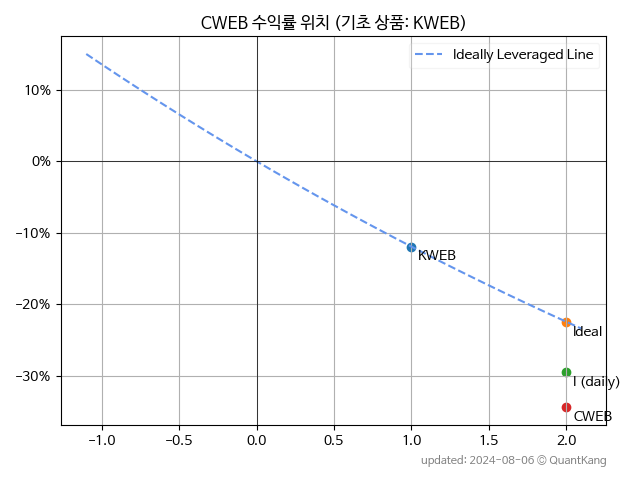 CWEB 수익률 위치 (기초 상품: KWEB)
Ideally Leveraged Line
10%
0%
−10%
−20%
−30%
KWEB
Ideal
I (daily)
CWEB
−1.0 −0.5 0.0 0.5 1.0 1.5 2.0
updated: 2024-08-06 © QuantKang